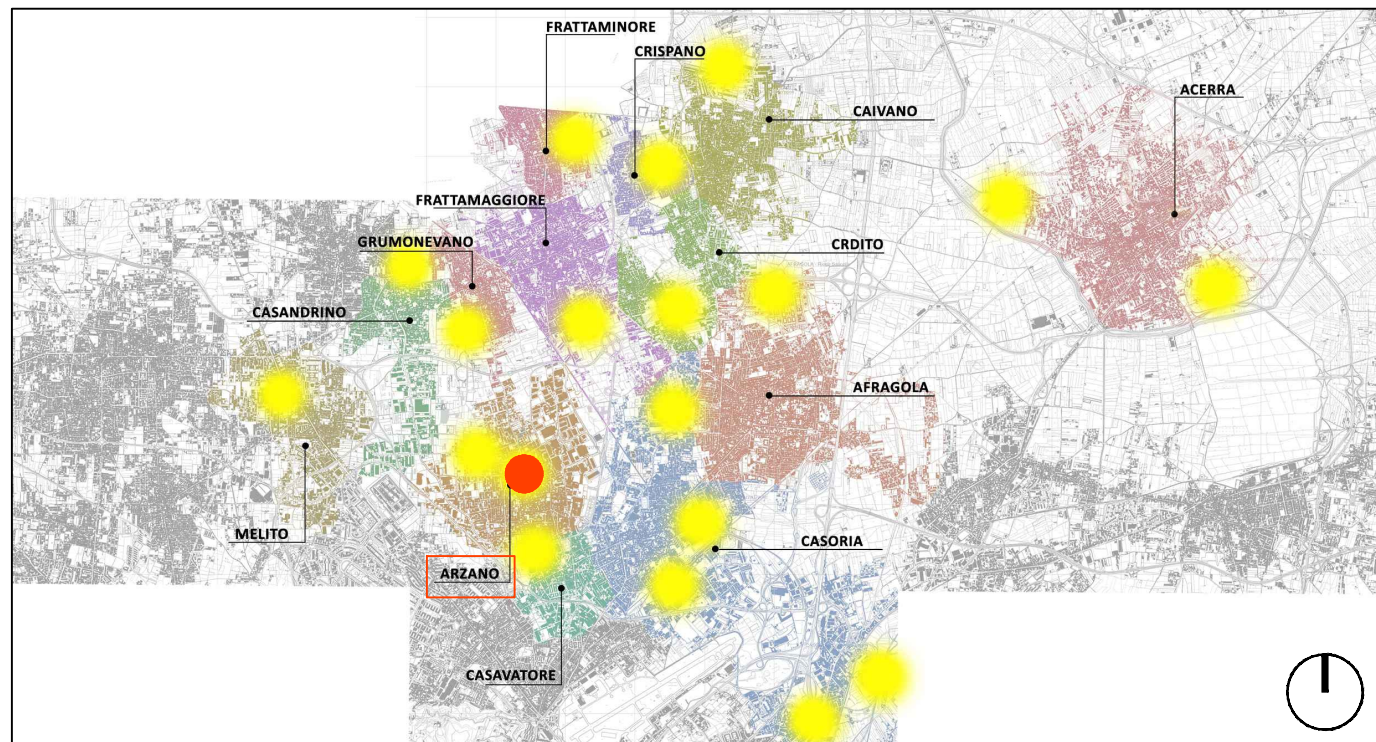 FRATTAMINORE
CRISPANO
ACERRA
CAIVANO
FRATTAMAGGIORE
GRUMONEVANO
CRDITO
CASANDRINO
AFRAGOLA
MELITO
CASORIA
ARZANO
CASAVATORE